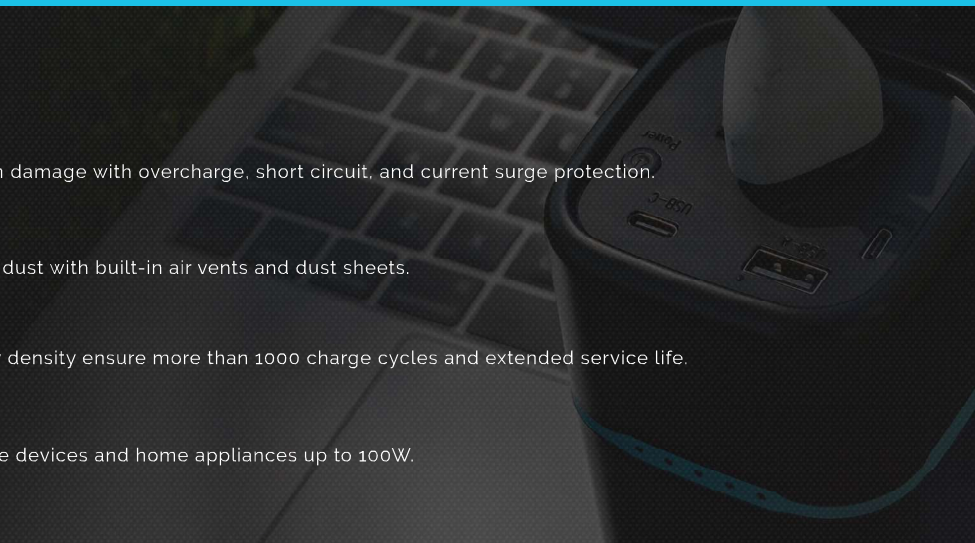 damage with overcharge, short circuit, and current surge protection.
Power
USB-C
dust with built-in air vents and dust sheets.
USB-A
density ensure more than 1000 charge cycles and extended service life.
devices and home appliances up to 100W.